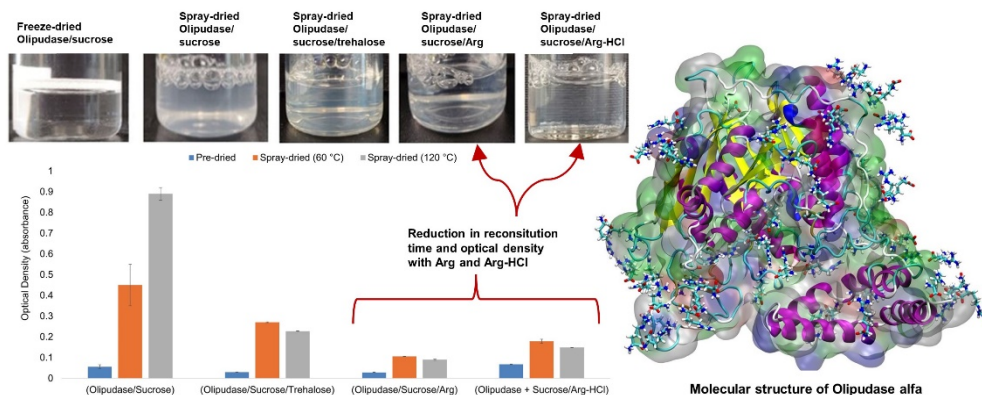 Freeze-dried
Olipudase/sucrose
Spray-dried
Olipudase/
sucrose
Spray-dried
Olipudase/
sucrose/trehalose
Spray-dried
Olipudase/
sucrose/Arg
Spray-dried
Olipudase/
sucrose/Arg-HCl
Pre-dried
Spray-dried (60 °C)
Spray-dried (120 °C)
Optical Density (absorbance)
1
0.9
0.8
0.7
0.6
0.5
0.4
0.3
0.2
0.1
0
Reduction in reconsitution
time and optical density
with Arg and Arg-HCl
(Olipudase/Sucrose)
(Olipudase/Sucrose/Trehalose)
(Olipudase/Sucrose/Arg)
(Olipudase + Sucrose/Arg-HCl)
Molecular structure of Olipudase alfa